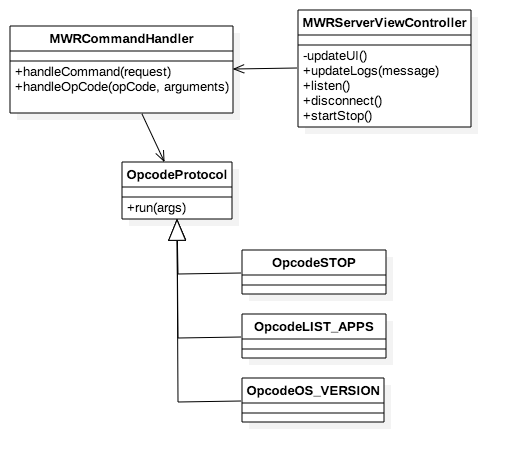 MWRCommandHandler
+handleCommand(request)
+handleOpCode(opCode, arguments)
MWRServerViewController
-updateUI()
+updateLogs(message)
+listen()
+disconnect()
+startStop()
OpcodeProtocol
+run(args)
OpcodeSTOP
OpcodeLIST_APPS
OpcodeOS_VERSION